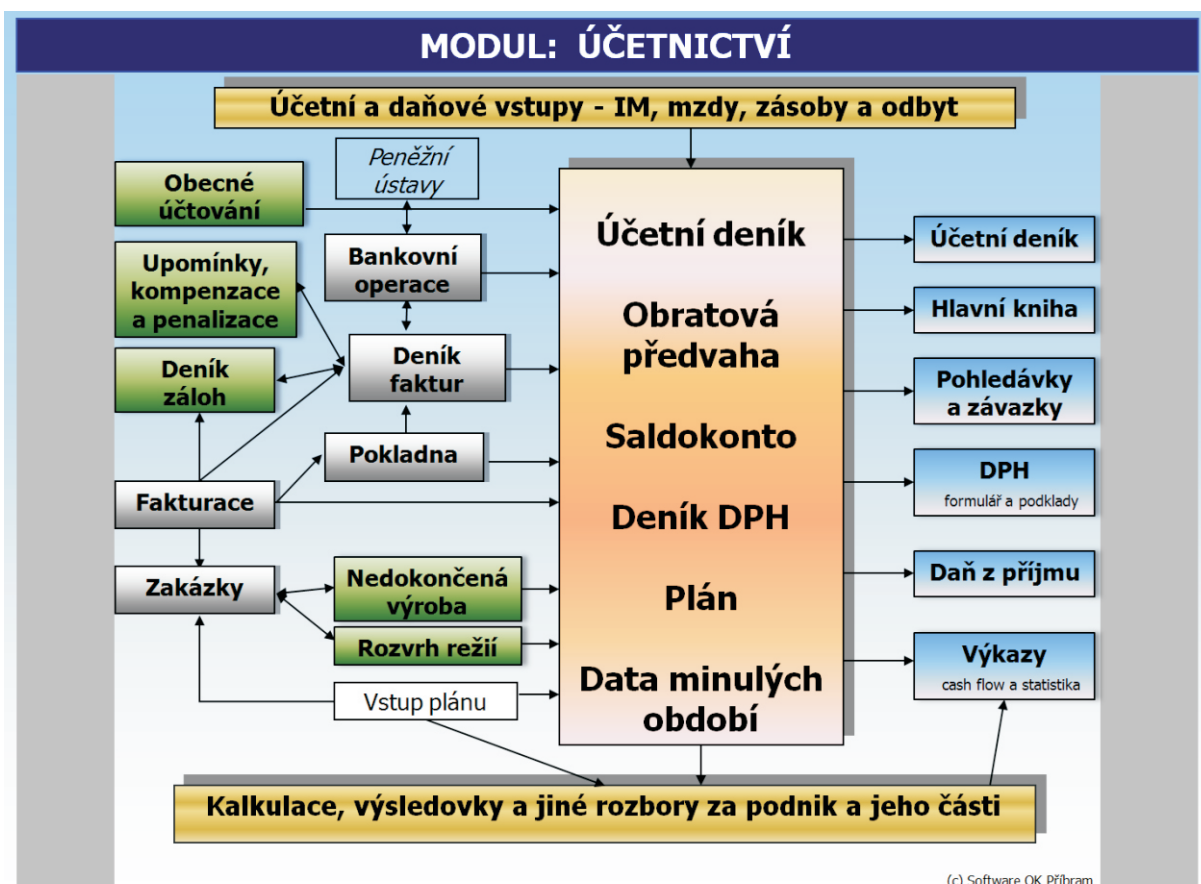 MODUL: ÚČETNICTVÍ
Účetní a daňové vstupy - IM, mzdy, zásoby a odbyt
Obecné
účtování
Upomínky,
kompenzace
a penalizace
Deník
záloh
Fakturace
Zakázky
Peněžní
ústavy
Bankovní
operace
Deník
faktur
Pokladna
Nedokončená
výroba
Rozvrh režií
Vstup plánu
Účetní deník
Obratová
předvaha
Saldokonto
Deník DPH
Plán
Data minulých
období
Účetní deník
Hlavní kniha
Pohledávky
a závazky
DPH
formulář a podklady
Daň z příjmu
Výkazy
cash flow a statistika
Kalkulace, výsledovky a jiné rozbory za podnik a jeho části
(c) Software OK Příbram